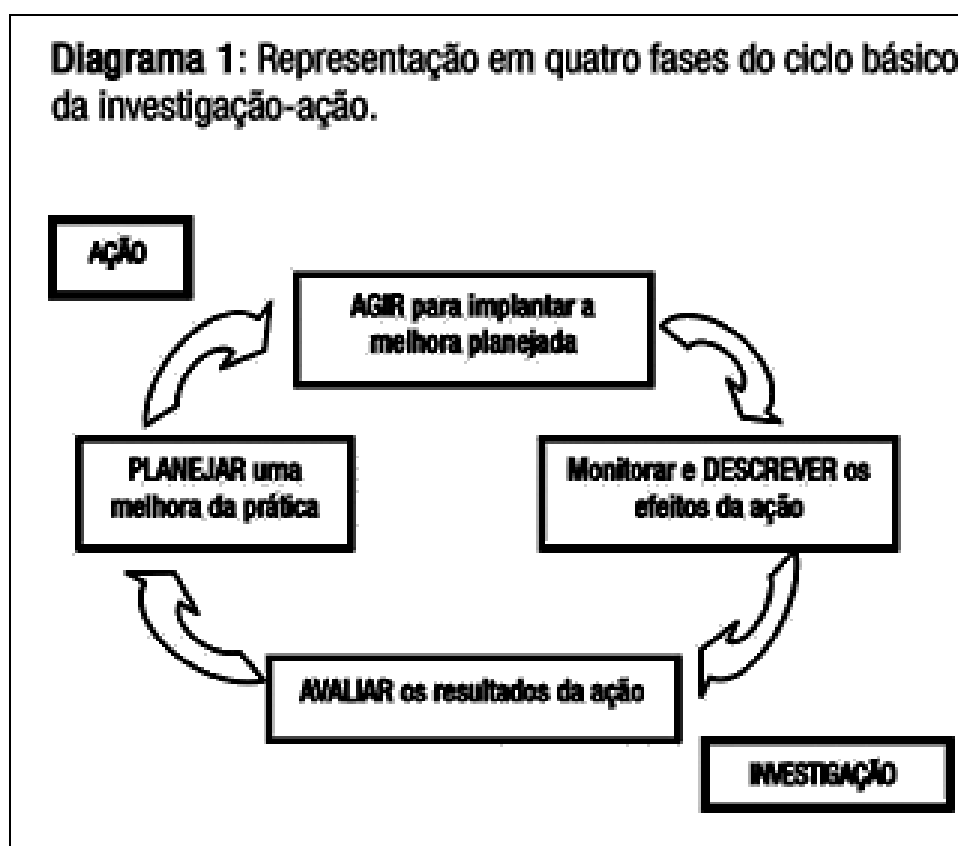 Diagrama 1: Representação em quatro fases do ciclo básico
da investigação-ação.
AÇÃO
AGIR para implantar a
melhora planejada
PLANEJAR uma
melhora da prática
Monitorar e DESCREVER os
efeitos da ação
AVALIAR os resultados da ação
INVESTIGAÇÃO